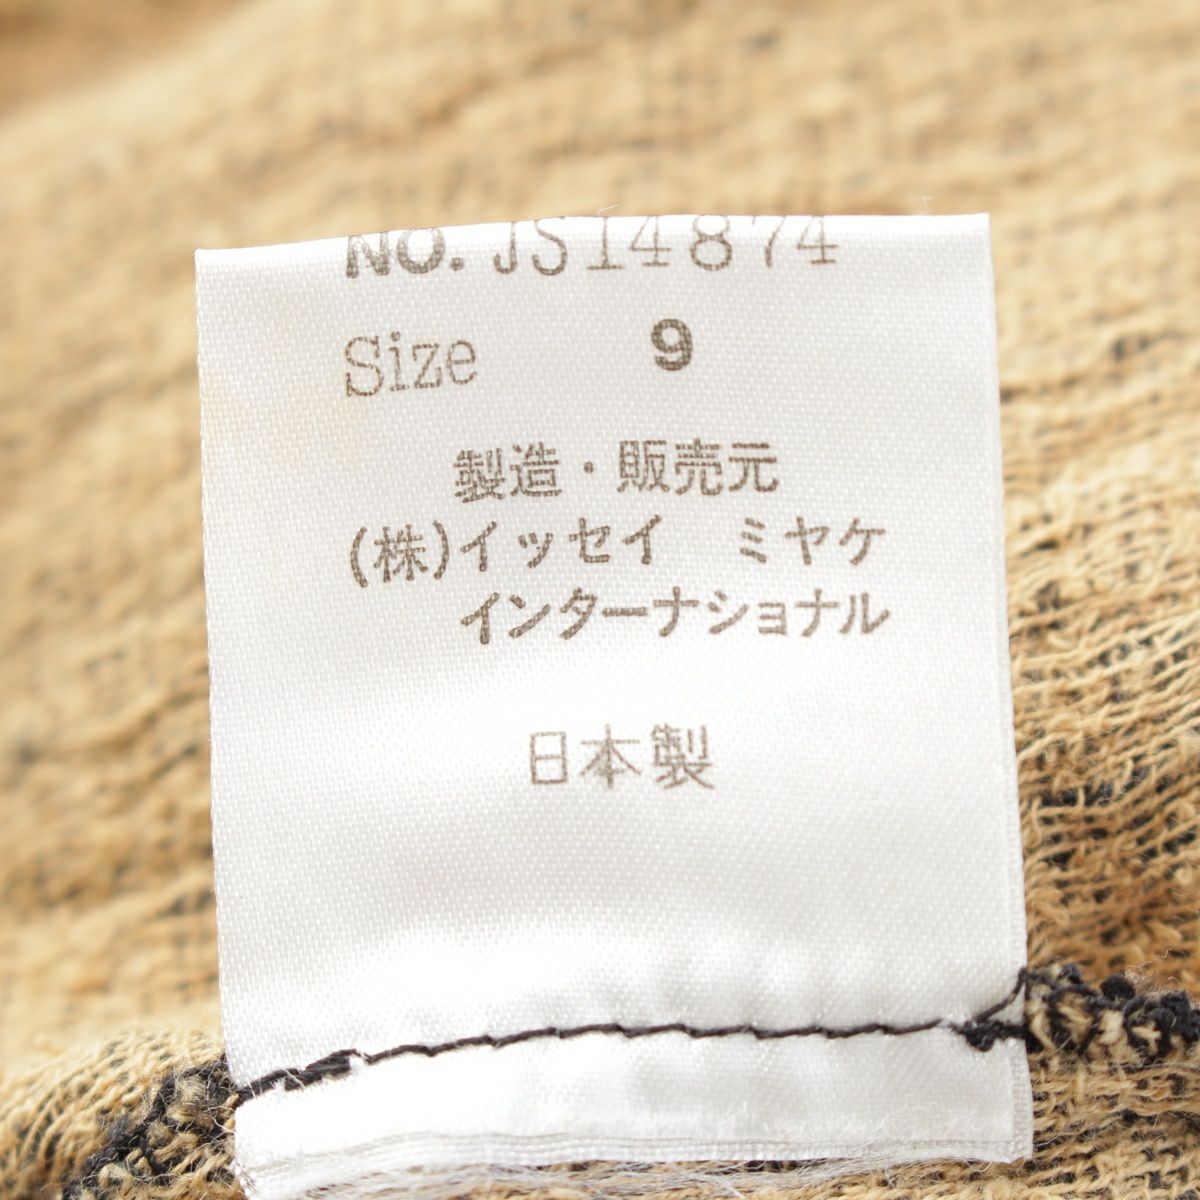 NO. JS14874
Size 9
製造・販売元
(株)イッセイ ミヤケ
インターナショナル
日本製